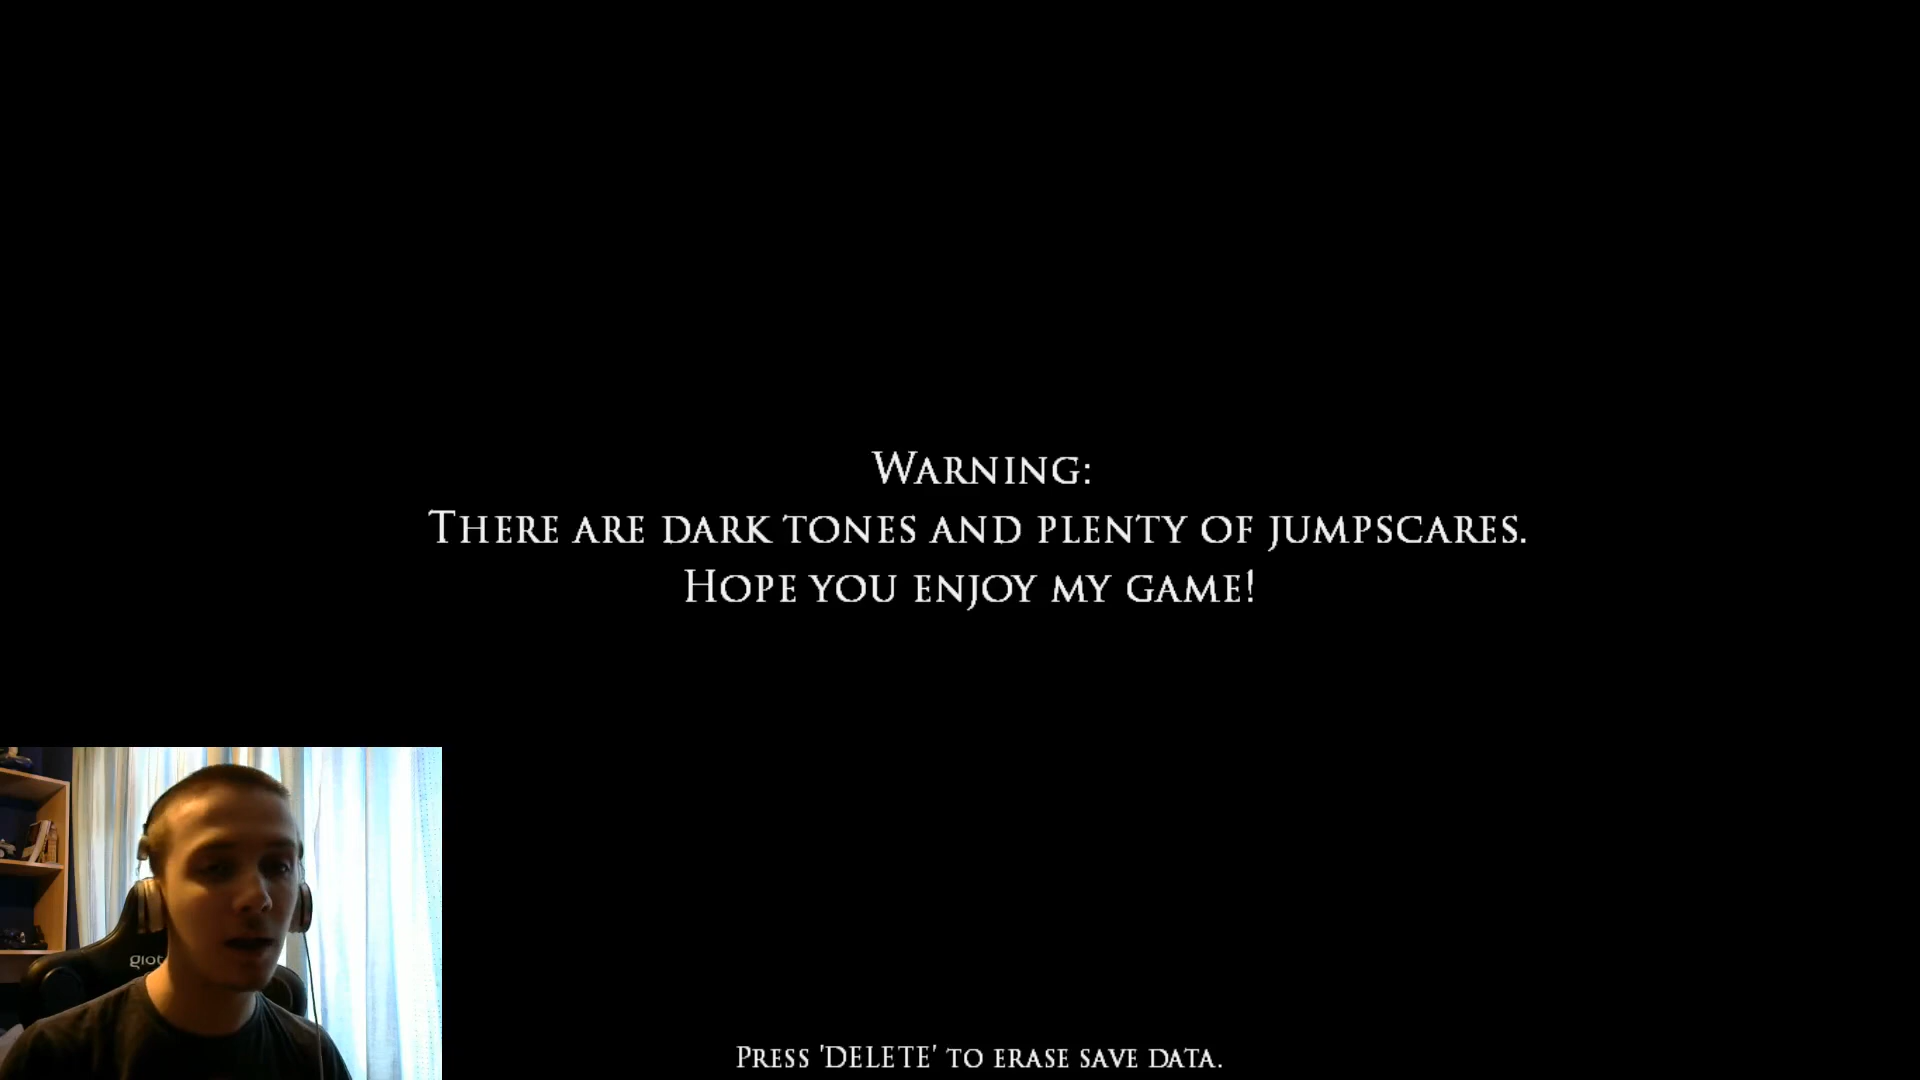 WARNING:
THERE ARE DARK TONES AND PLENTY OF JUMPSCARES.
HOPE YOU ENJOY MY GAME!
giot
PRESS 'DELETE' TO ERASE SAVE DATA.